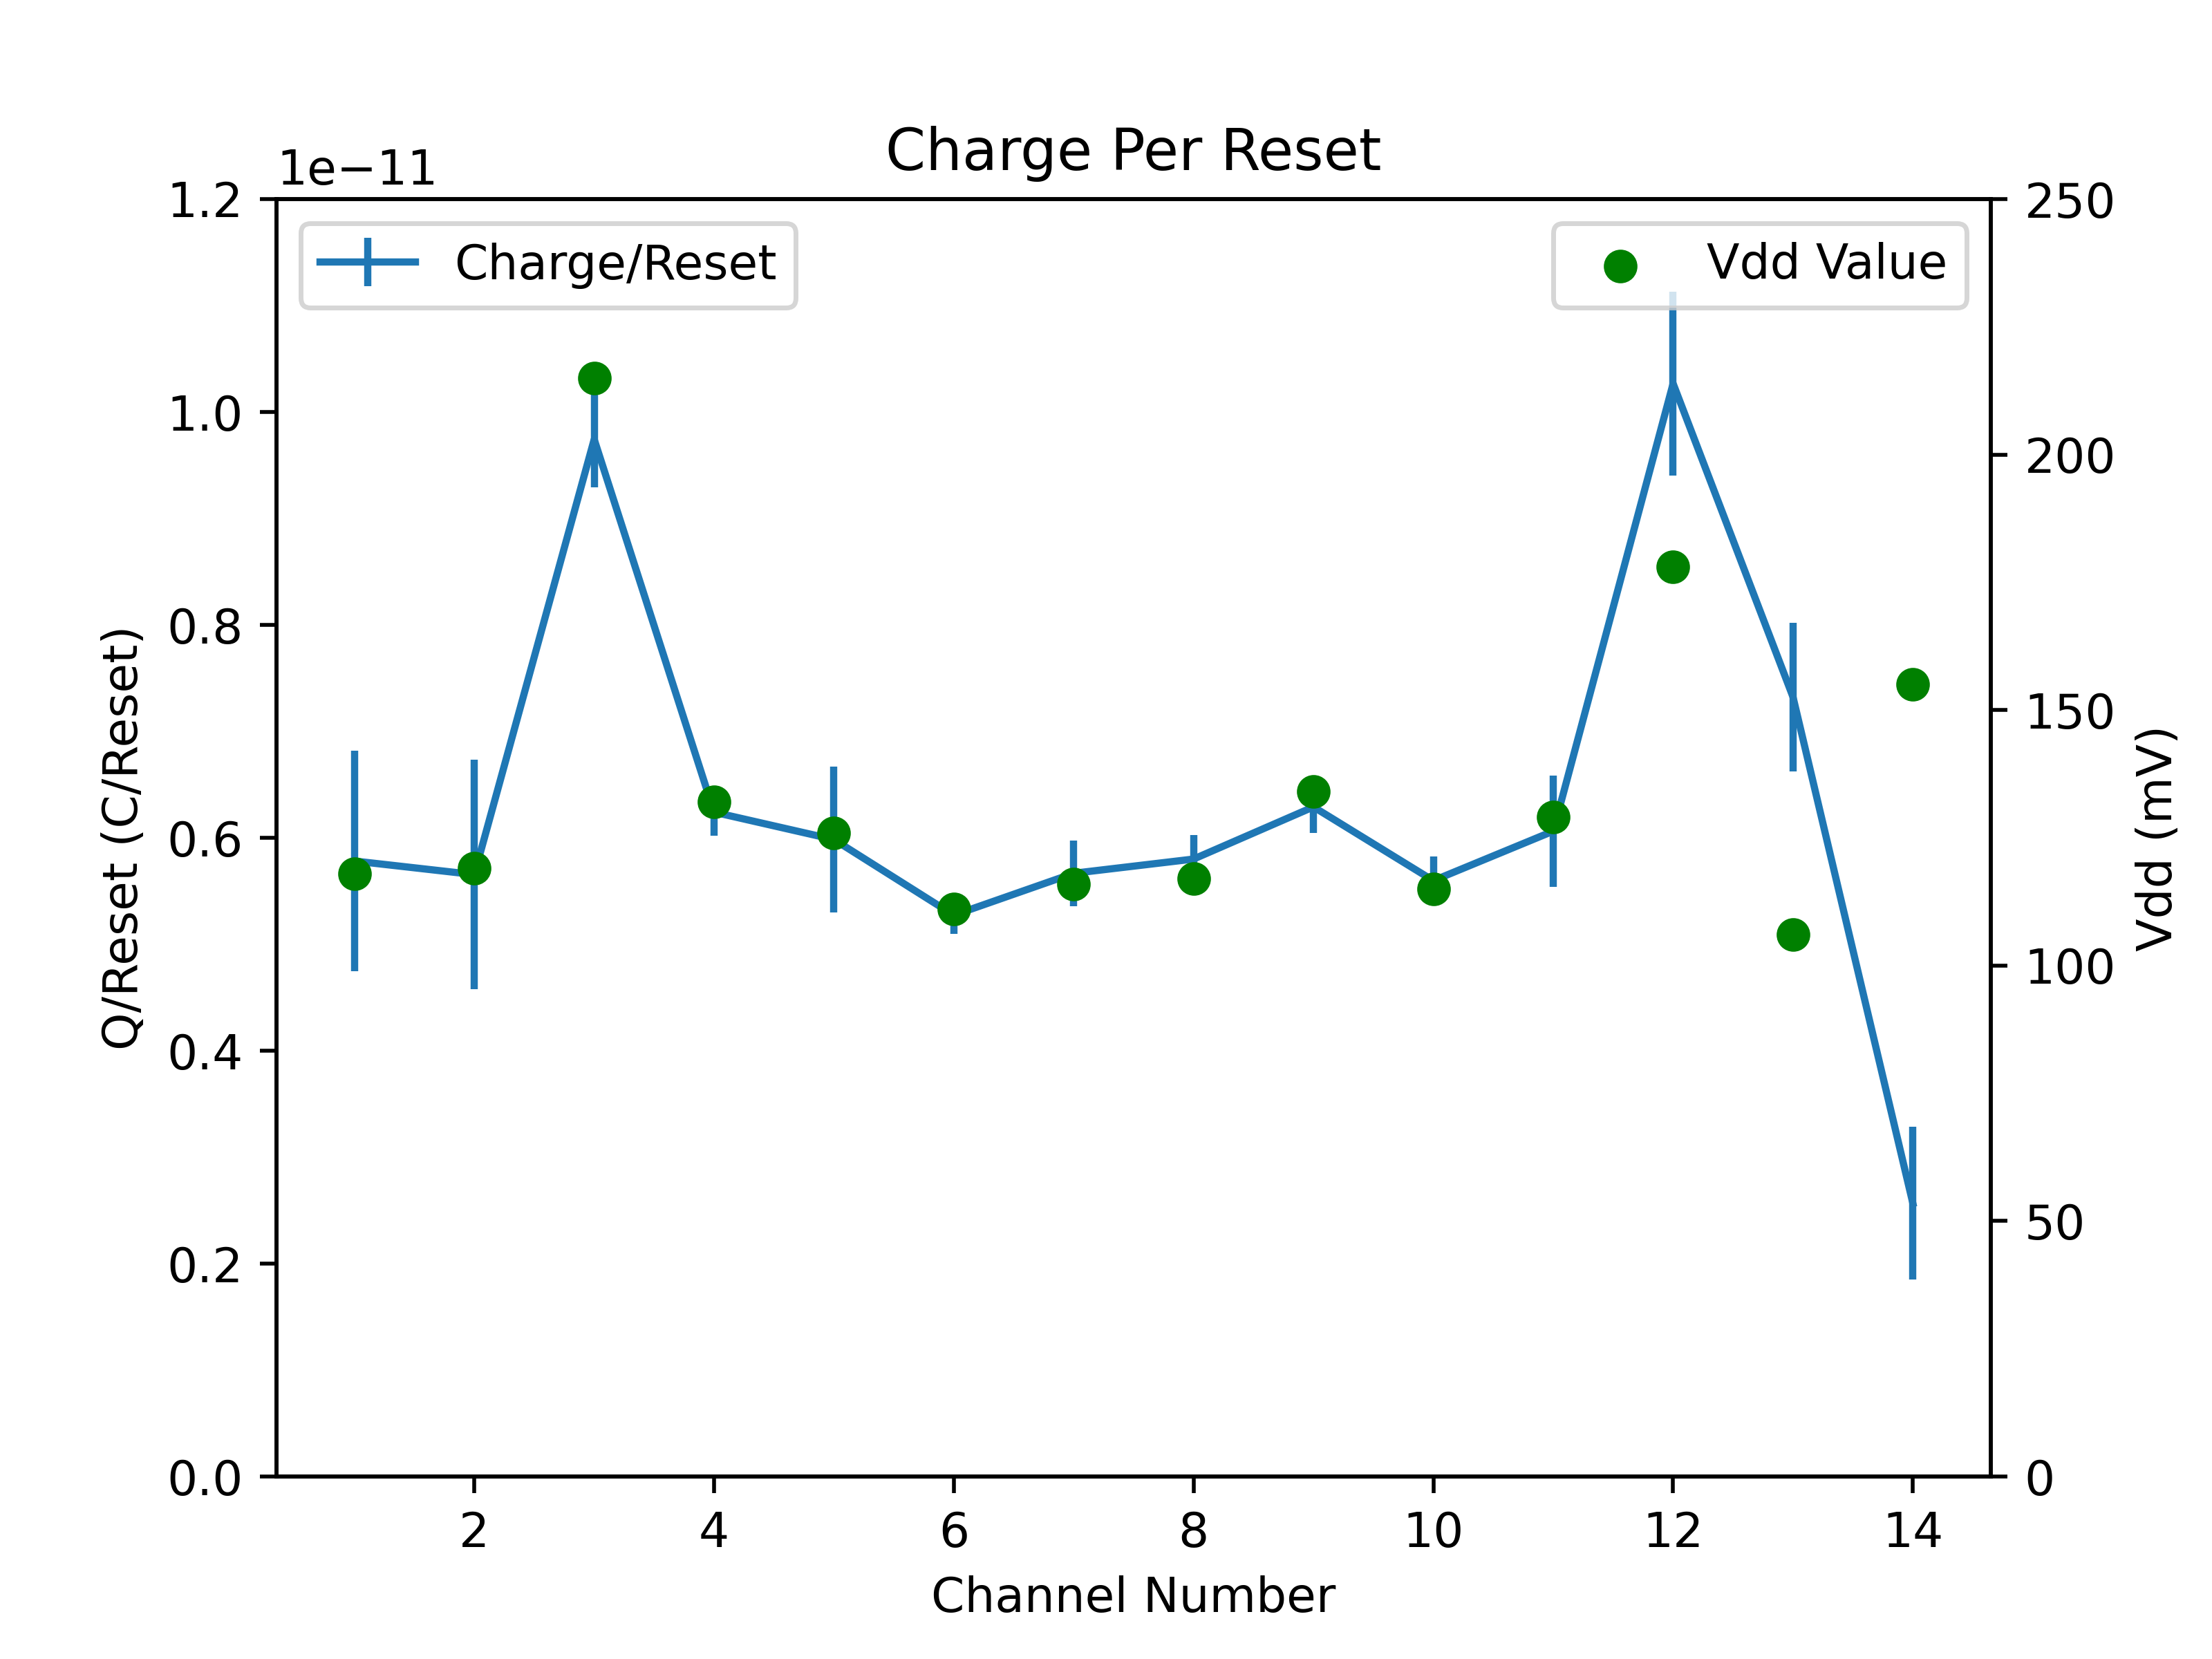 Charge Per Reset
1e−11
Charge/Reset
Vdd Value
1.2
1.0
0.8
0.6
0.4
0.2
0.0
Q/Reset (C/Reset)
250
200
150
100
50
0
Vdd (mV)
2 4 6 8 10 12 14
Channel Number